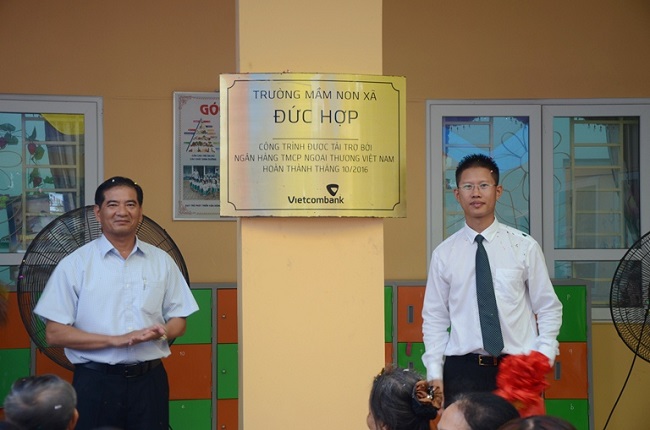 TRƯỜNG MẦM NON XÃ
ĐỨC HỢP
CÔNG TRÌNH ĐƯỢC TÀI TRỢ BỞI
NGÂN HÀNG TMCP NGOẠI THƯƠNG VIỆT NAM
HOÀN THÀNH THÁNG 10/2016
Vietcombank
GÓC